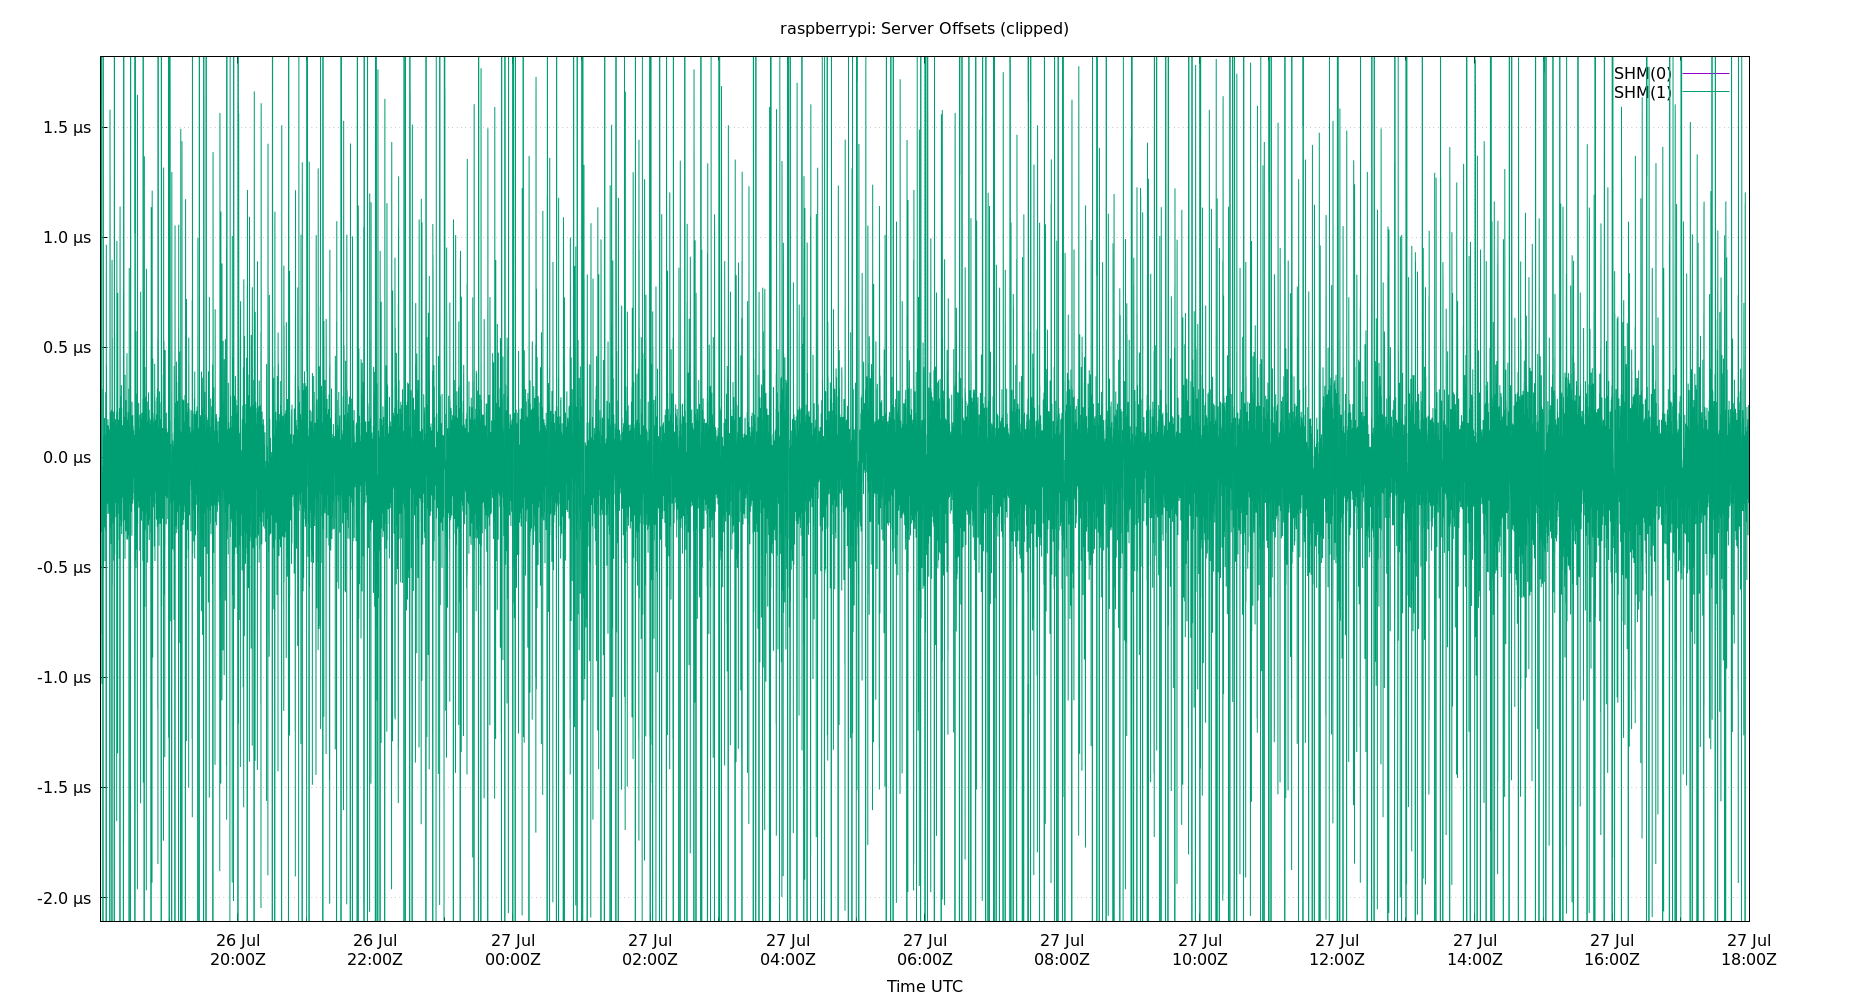 raspberrypi: Server Offsets (clipped)
SHM(0)
SHM(1)
1.5 µs
1.0 µs
0.5 µs
0.0 µs
-0.5 µs
-1.0 µs
-1.5 µs
-2.0 µs
26 Jul 26 Jul 27 Jul 27 Jul 27 Jul 27 Jul 27 Jul 27 Jul 27 Jul 27 Jul 27 Jul 27 Jul
20:00Z 22:00Z 00:00Z 02:00Z 04:00Z 06:00Z 08:00Z 10:00Z 12:00Z 14:00Z 16:00Z 18:00Z
Time UTC